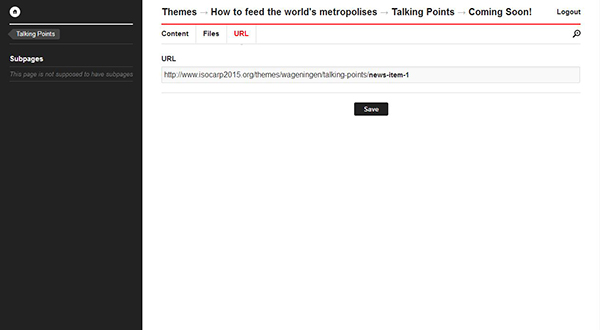 Talking Points
Subpages
This page is not supposed to have subpages
Themes → How to feed the world's metropolises → Talking Points → Coming Soon!
Logout
Content Files URL
URL
http://www.isocarp2015.org/themes/wageningen/talking-points/news-item-1
Save